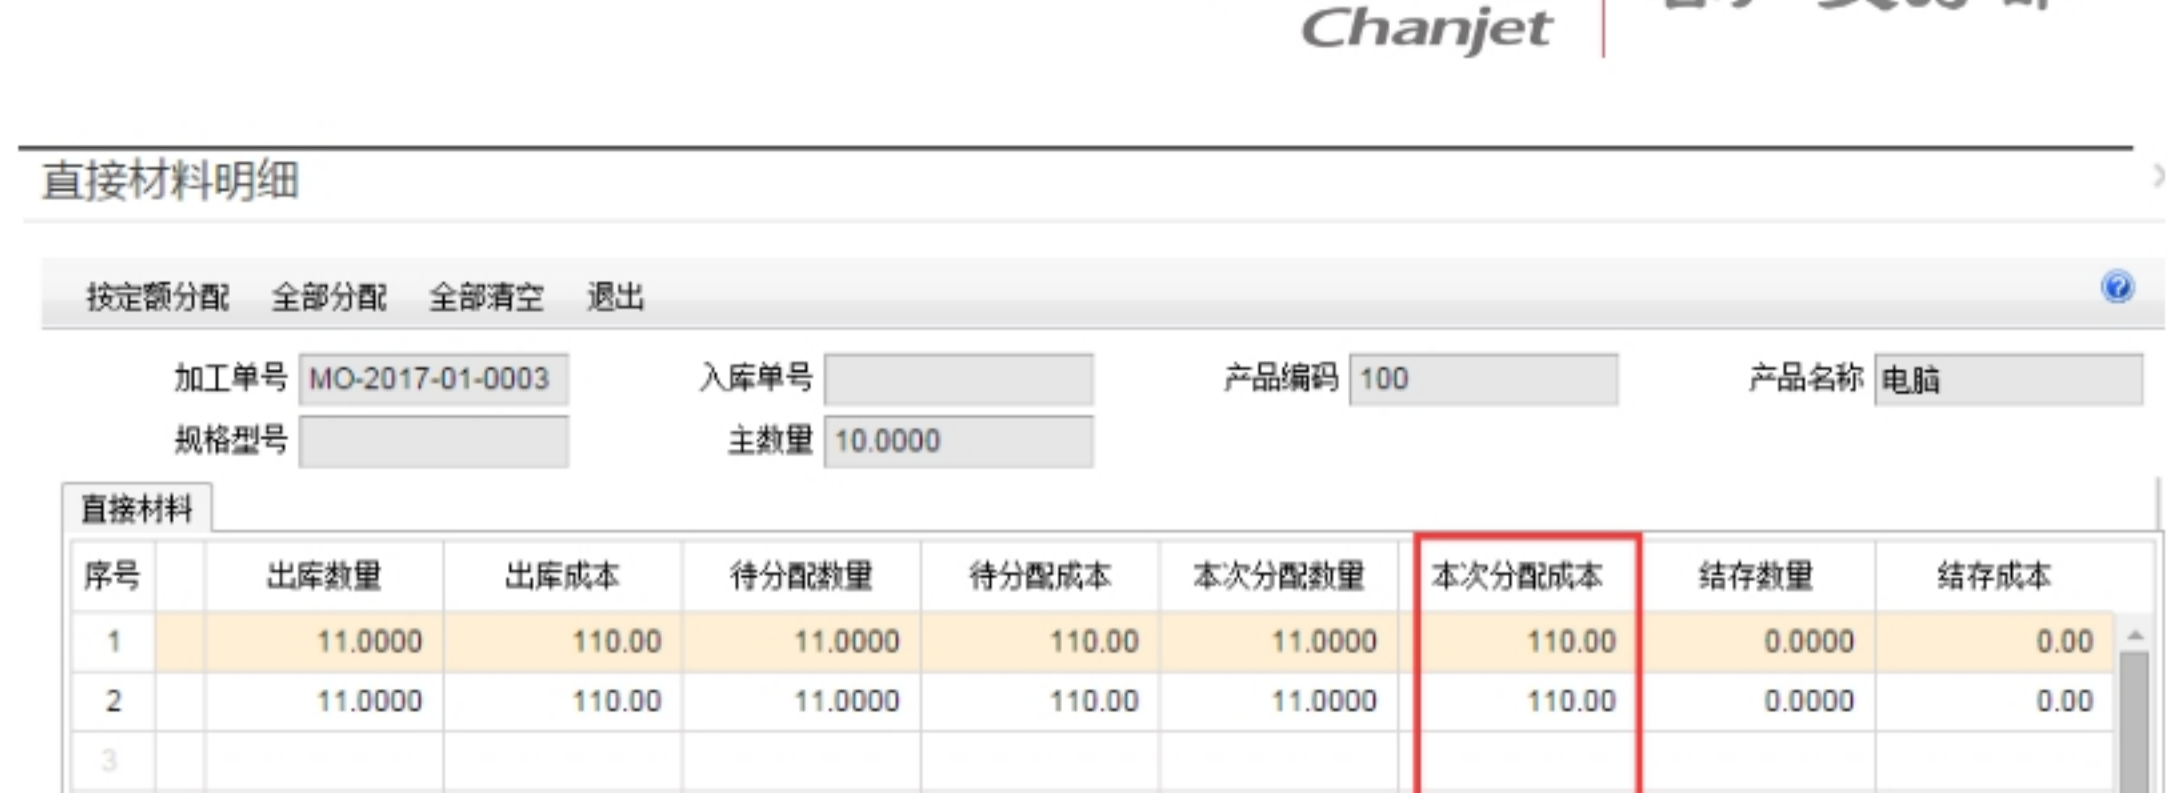 Chanjet
直接材料明细
按定额分配 全部分配 全部清空 退出
加工单号 MO-2017-01-0003 入库单号 产品编码 100 产品名称 电脑
规格型号 主数量 10.0000
直接材料
序号 出库数量 出库成本 待分配数量 待分配成本 本次分配数量 本次分配成本 结存数量 结存成本
1 11.0000 110.00 11.0000 110.00 11.0000 110.00 0.0000 0.00
2 11.0000 110.00 11.0000 110.00 11.0000 110.00 0.0000 0.00
3